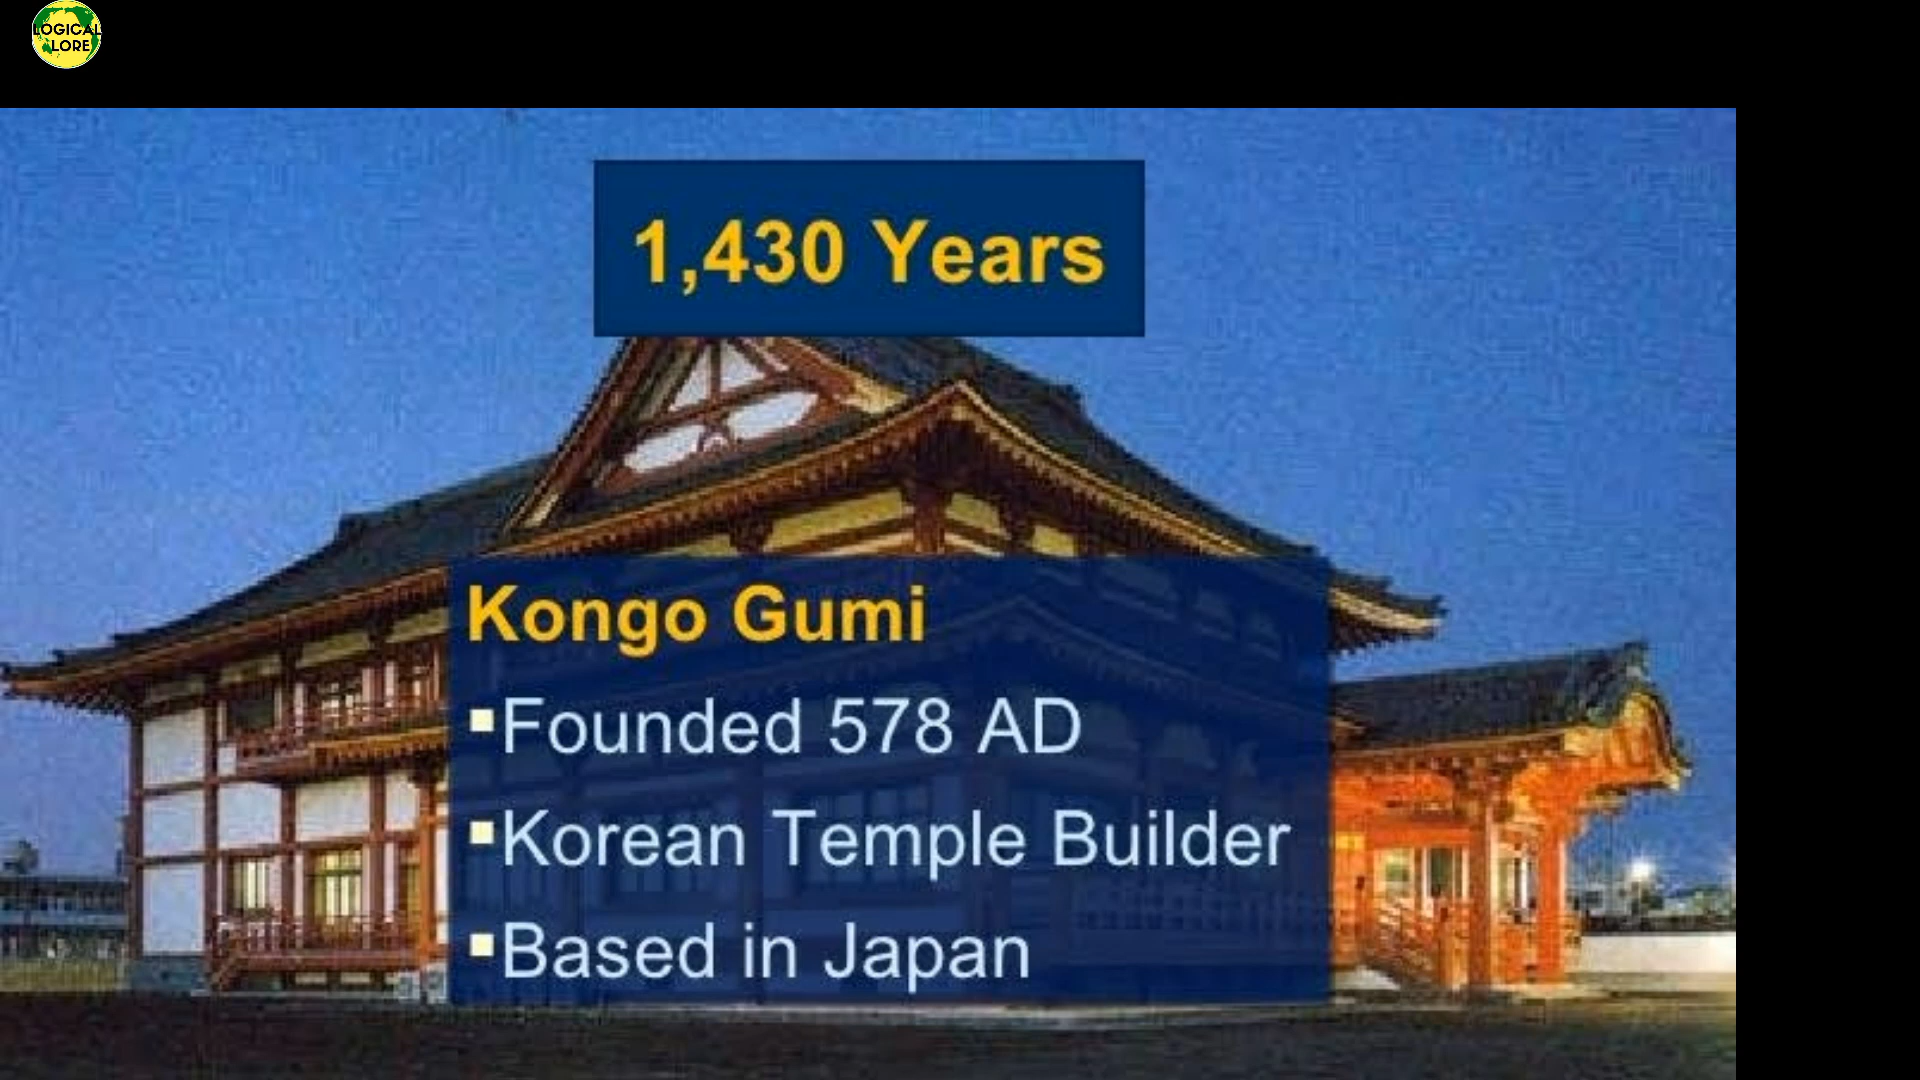 LOGICAL
LORE
1,430 Years
Kongo Gumi
▪Founded 578 AD
▪Korean Temple Builder
▪Based in Japan